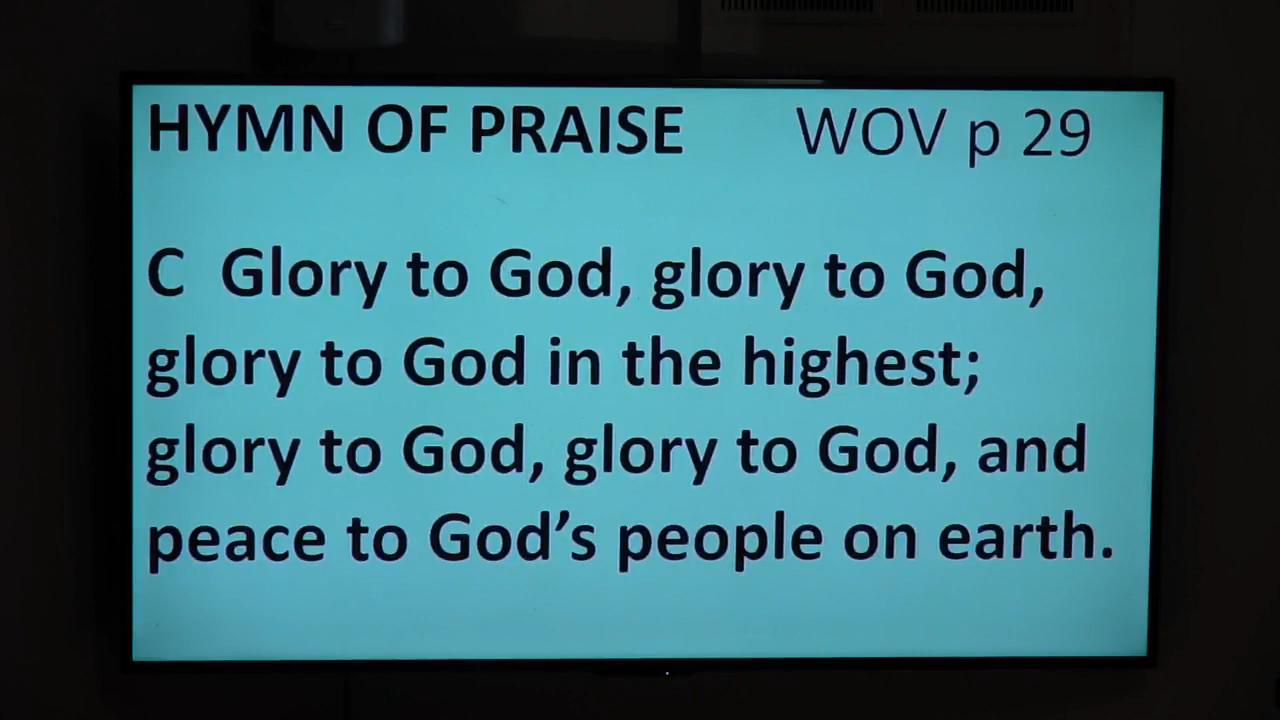 HYMN OF PRAISE WOV p 29
C Glory to God, glory to God,
glory to God in the highest;
glory to God, glory to God, and
peace to God’s people on earth.